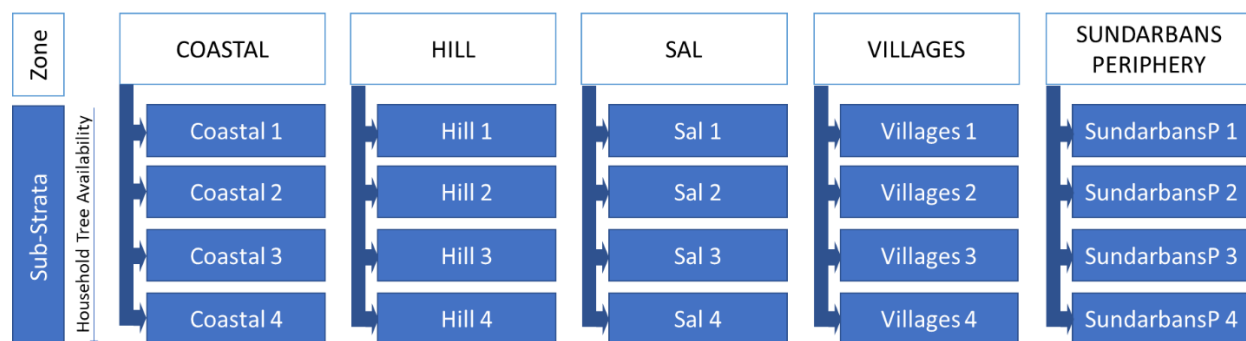 Zone
COASTAL
HILL
SAL
VILLAGES
SUNDARBANS
PERIPHERY
Sub-Strata
Household Tree Availability
Coastal 1
Hill 1
Sal 1
Villages 1
SundarbansP 1
Coastal 2
Hill 2
Sal 2
Villages 2
SundarbansP 2
Coastal 3
Hill 3
Sal 3
Villages 3
SundarbansP 3
Coastal 4
Hill 4
Sal 4
Villages 4
SundarbansP 4